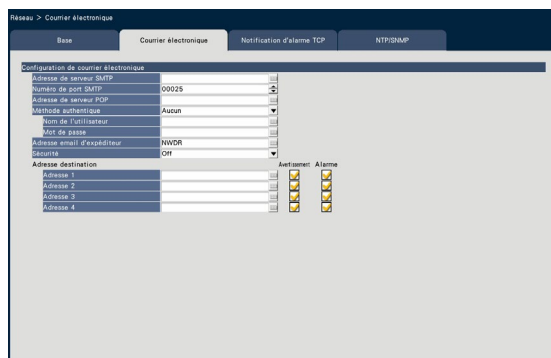 Réseau > Courrier électronique
Base Courrier électronique Notification d'alarme TCP NTP/SNMP
Configuration de courrier électronique
Adresse de serveur SMTP
Numéro de port SMTP 00025
Adresse de serveur POP
Méthode authentique Aucun
Nom de l'utilisateur
Mot de passe
Adresse email d'expéditeur NWDR
Sécurité Off
Adresse destination Avertissement Alarme
Adresse 1
Adresse 2
Adresse 3
Adresse 4